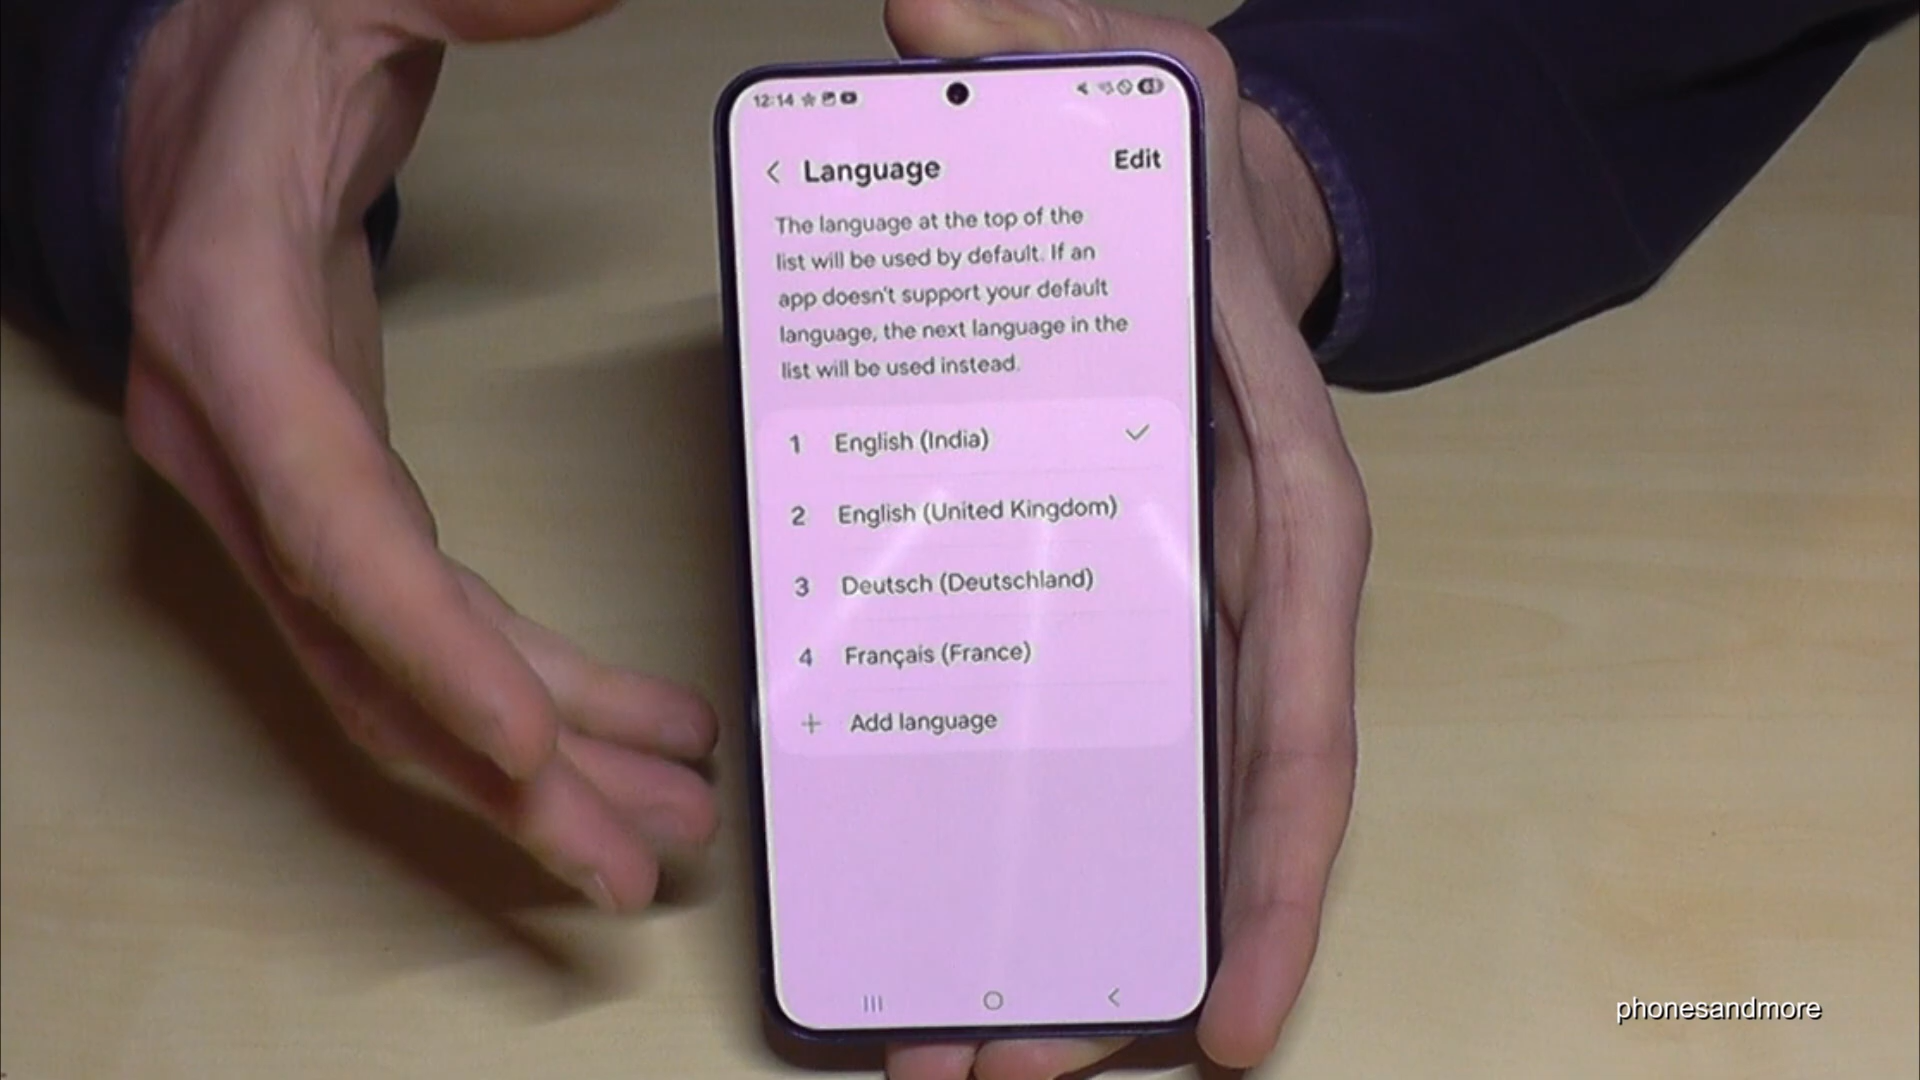 12:14
Language
Edit
The language at the top of the
list will be used by default. If an
app doesn't support your default
language, the next language in the
list will be used instead.
1 English (India)
2 English (United Kingdom)
3 Deutsch (Deutschland)
4 Français (France)
+ Add language
phonesandmore